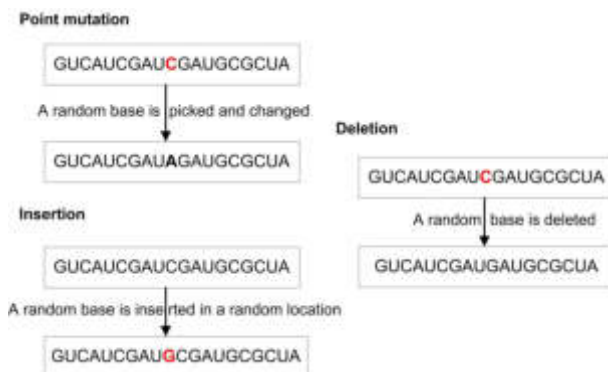 Point mutation
GUCAUCGAUCGAUGCGCUA
A random base is picked and changed
GUCAUCGAUAGAUGCGCUA
Insertion
GUCAUCGAUCGAUGCGCUA
A random base is inserted in a random location
GUCAUCGAUGCGAUGCGCUA
Deletion
GUCAUCGAUCGAUGCGCUA
A random base is deleted
GUCAUCGAUGAUGCGCUA